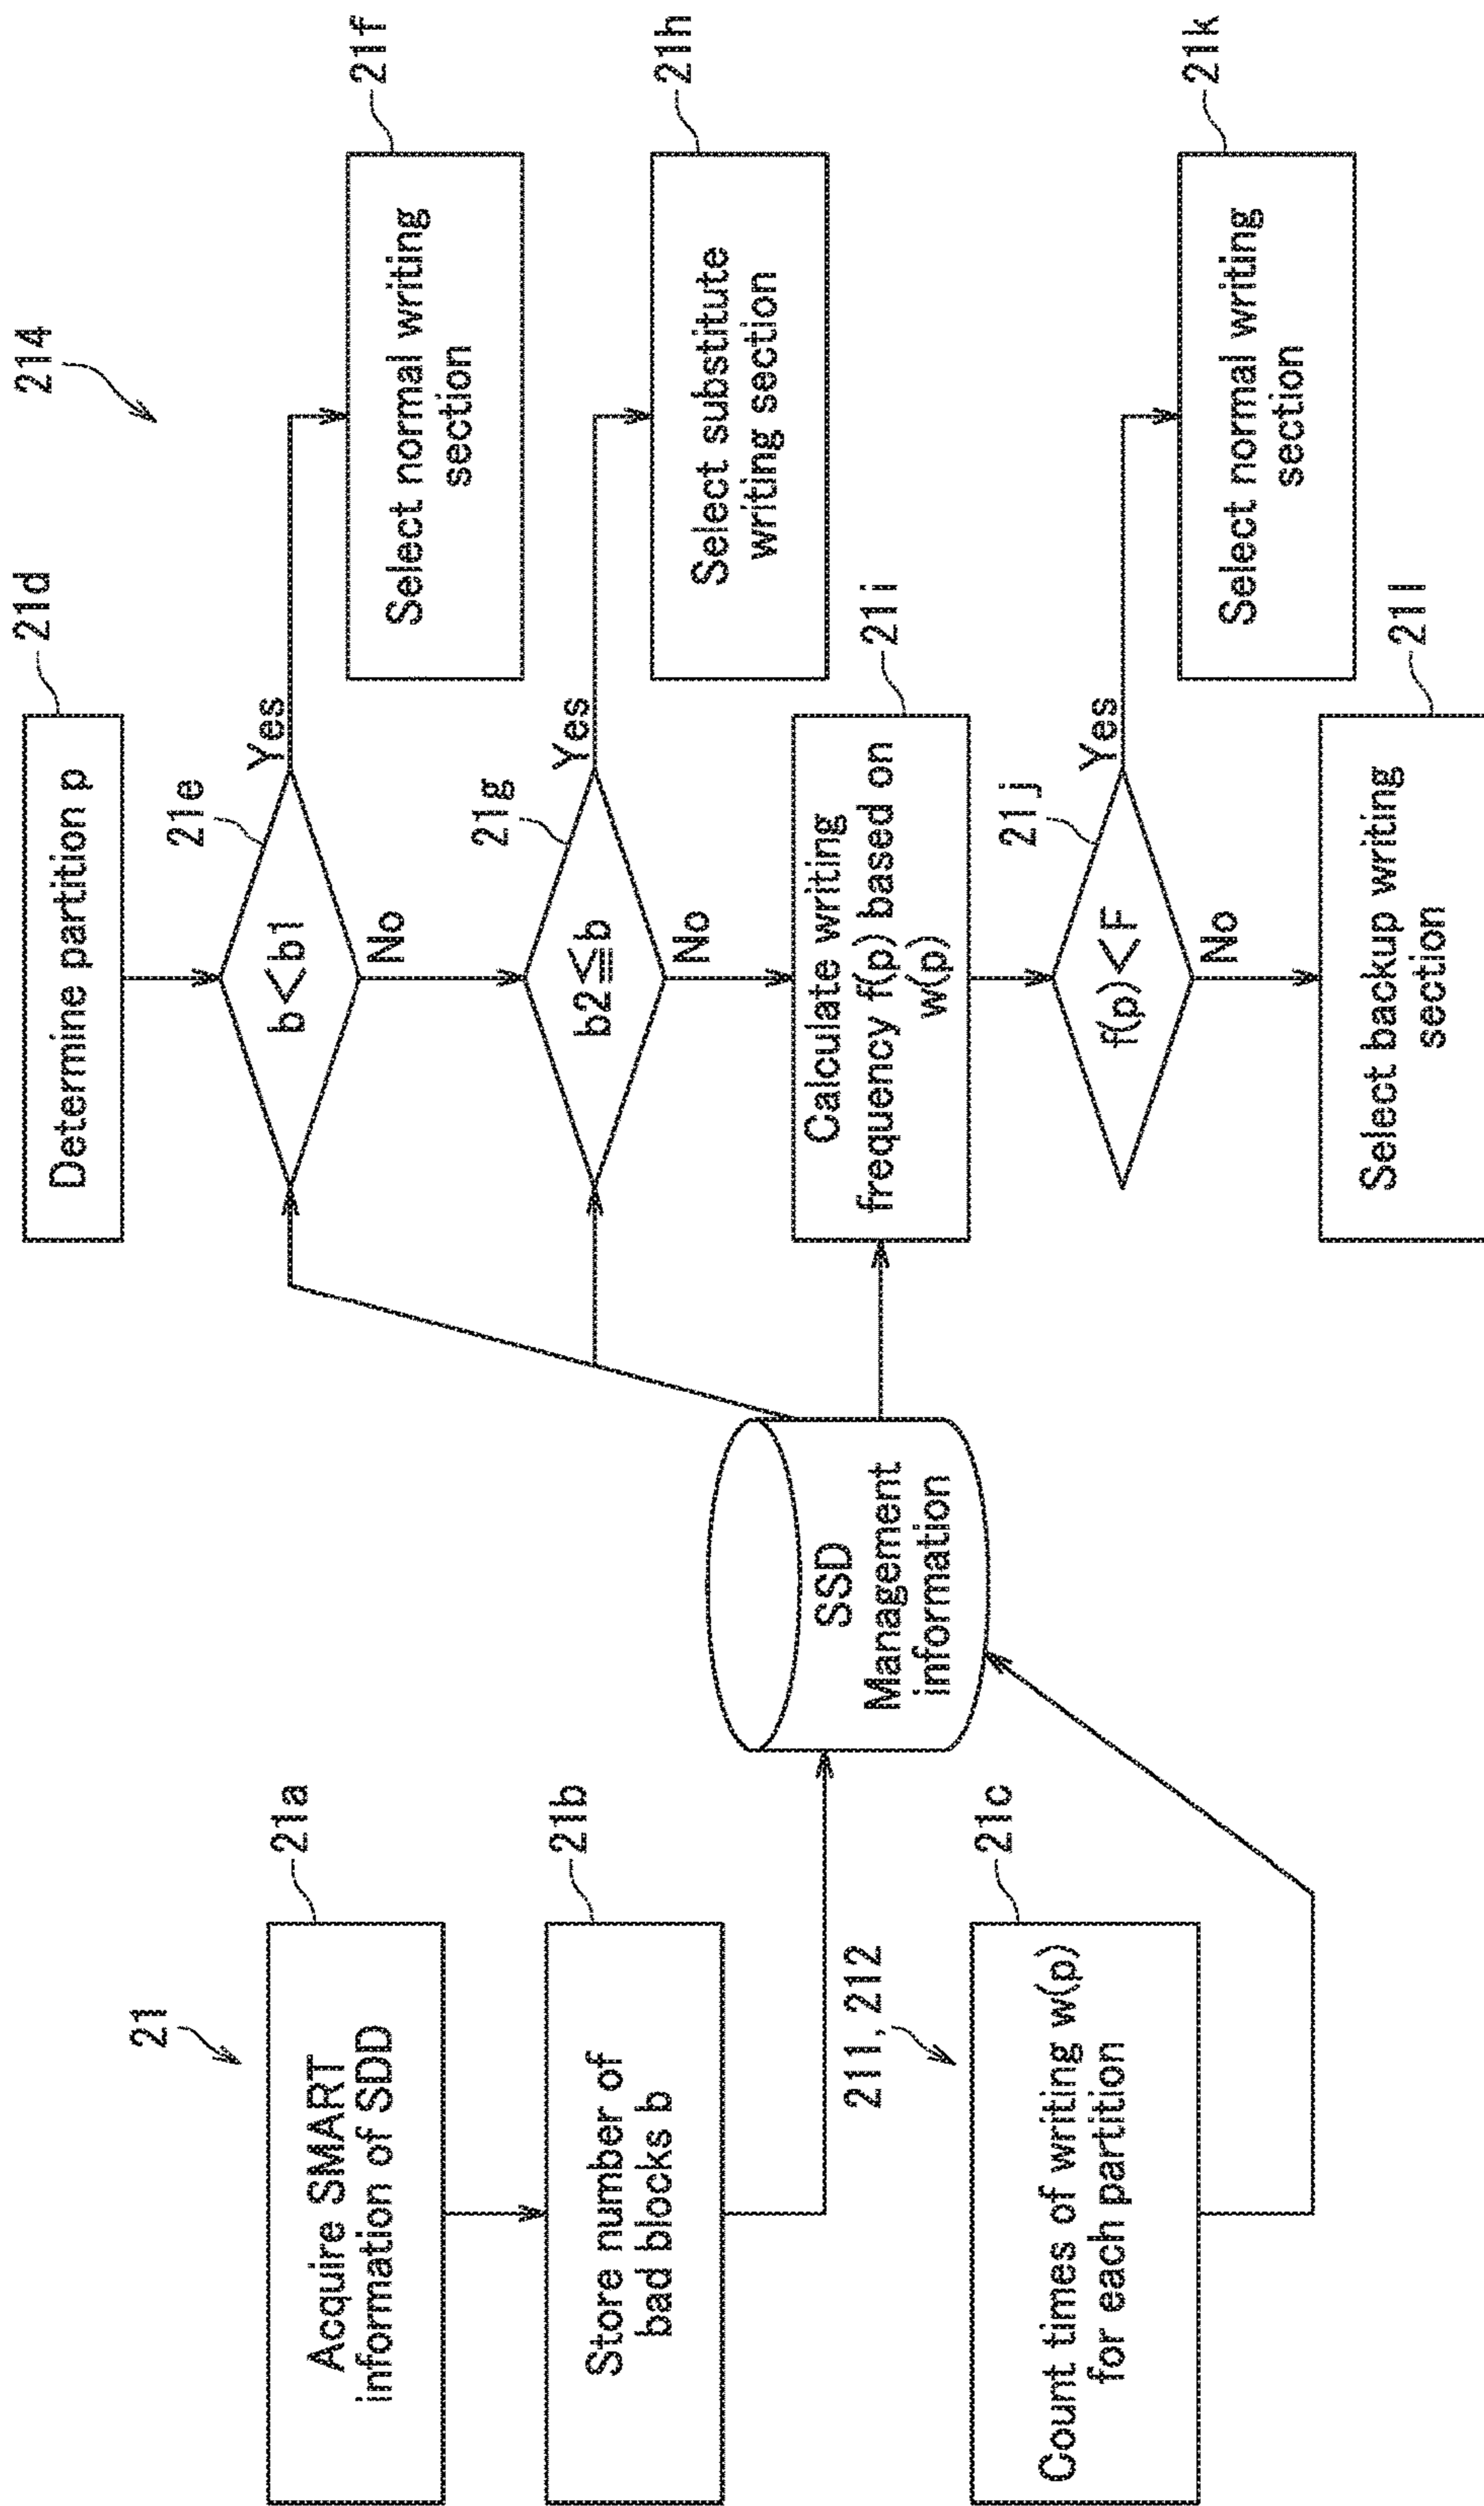 21
21a
Acquire SMART
information of SDD
21b
Store number of
bad blocks b
211, 212
21c
Count times of writing w(p)
for each partition
SSD
Management
information
214
21d
Determine partition p
21e
b<b1
Yes
No
21f
Select normal writing
section
21g
b2≦b
Yes
No
21h
Select substitute
writing section
21i
Calculate writing
frequency f(p) based on
w(p)
21j
f(p)<F
Yes
No
21k
Select normal writing
section
21l
Select backup writing
section